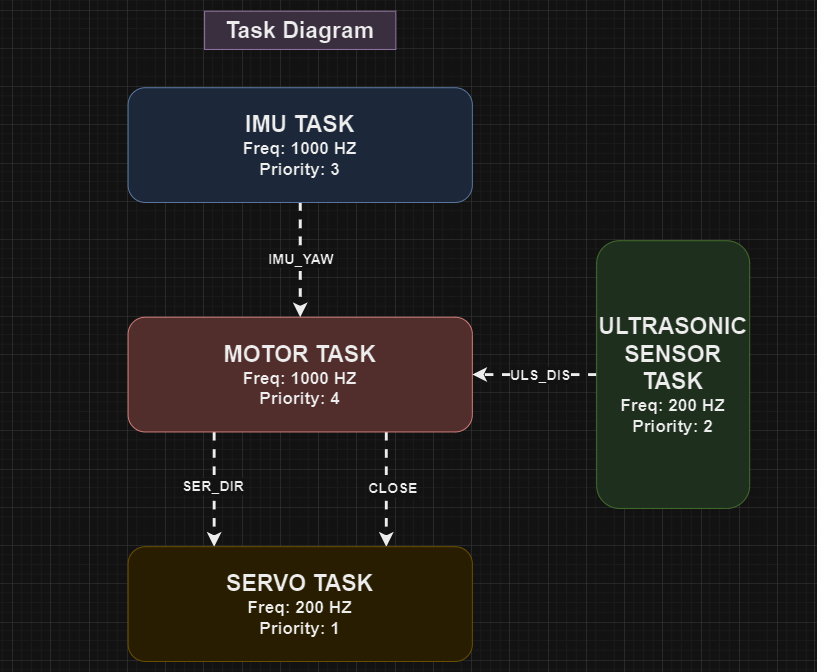 Task Diagram
IMU TASK
Freq: 1000 HZ
Priority: 3
IMU_YAW
MOTOR TASK
Freq: 1000 HZ
Priority: 4
ULS_DIS
ULTRASONIC
SENSOR
TASK
Freq: 200 HZ
Priority: 2
SER_DIR
CLOSE
SERVO TASK
Freq: 200 HZ
Priority: 1